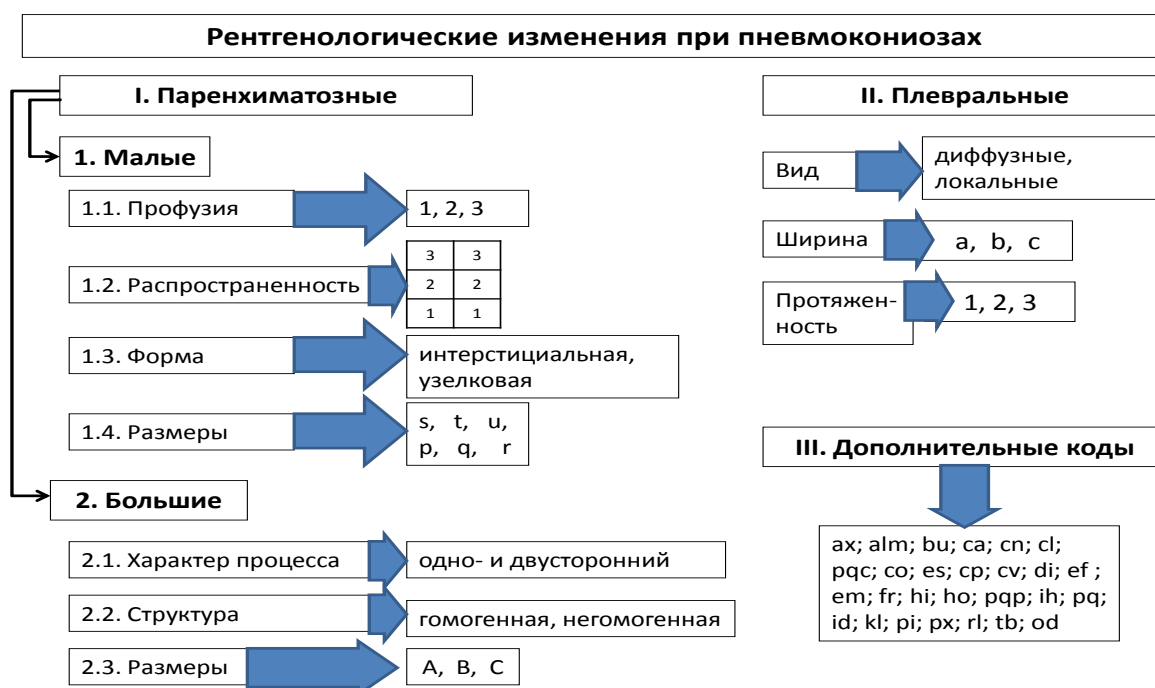 Рентгенологические изменения при пневмокониозах
I. Паренхиматозные
1. Малые
1.1. Профузия
1, 2, 3
1.2. Распространенность
3 3
2 2
1 1
1.3. Форма
интерстициальная,
узелковая
1.4. Размеры
s, t, u,
p, q, r
2. Большие
2.1. Характер процесса
одно- и двусторонний
2.2. Структура
гомогенная, негомогенная
2.3. Размеры
A, B, C
II. Плевральные
Вид
диффузные,
локальные
Ширина
a, b, c
Протяжен-
ность
1, 2, 3
III. Дополнительные коды
ax; alm; bu; ca; cn; cl;
pqc; co; es; cp; cv; di; ef ;
em; fr; hi; ho; pqp; ih; pq;
id; kl; pi; px; rl; tb; od